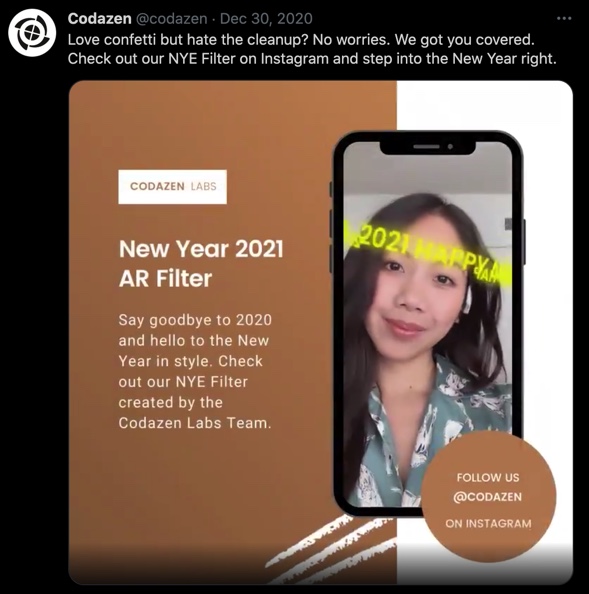 Codazen @codazen · Dec 30, 2020
Love confetti but hate the cleanup? No worries. We got you covered.
Check out our NYE Filter on Instagram and step into the New Year right.
CODAZEN LABS
New Year 2021
AR Filter
Say goodbye to 2020
and hello to the New
Year in style. Check
out our NYE Filter
created by the
Codazen Labs Team.
2021 HAPPY
FOLLOW US
@CODAZEN
ON INSTAGRAM